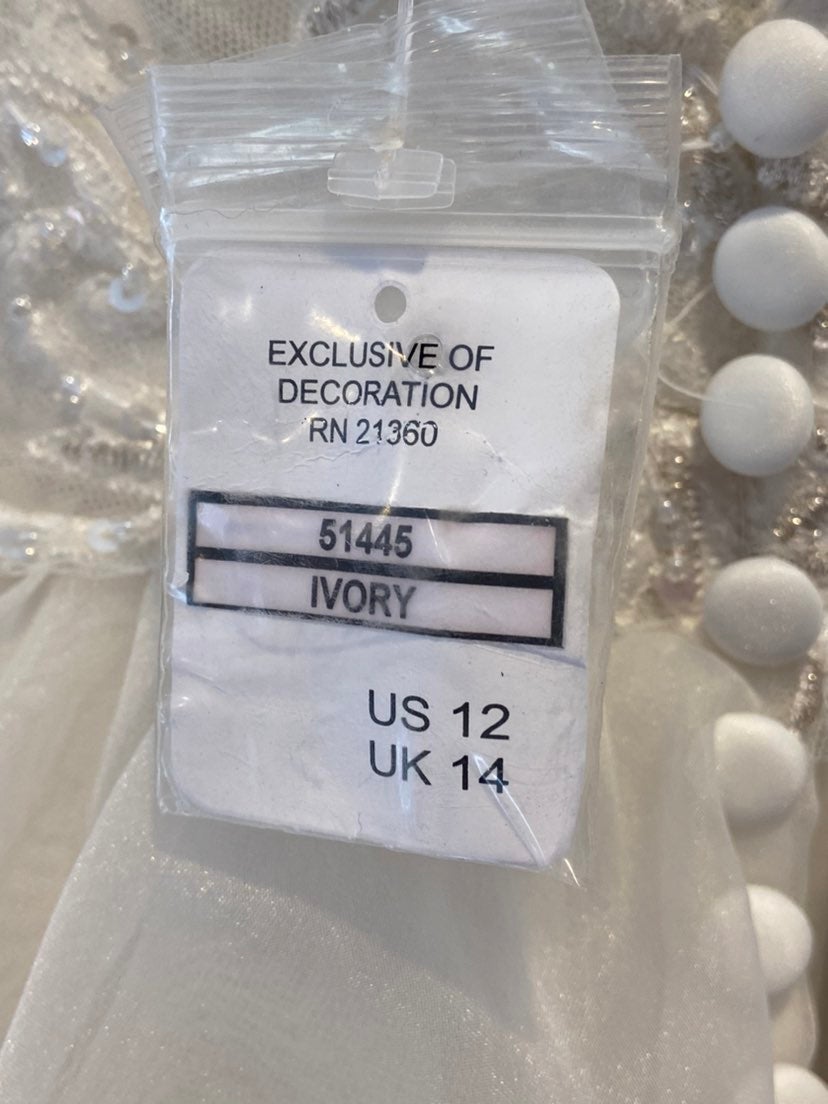 EXCLUSIVE OF
DECORATION
RN 21360
51445
IVORY
US 12
UK 14